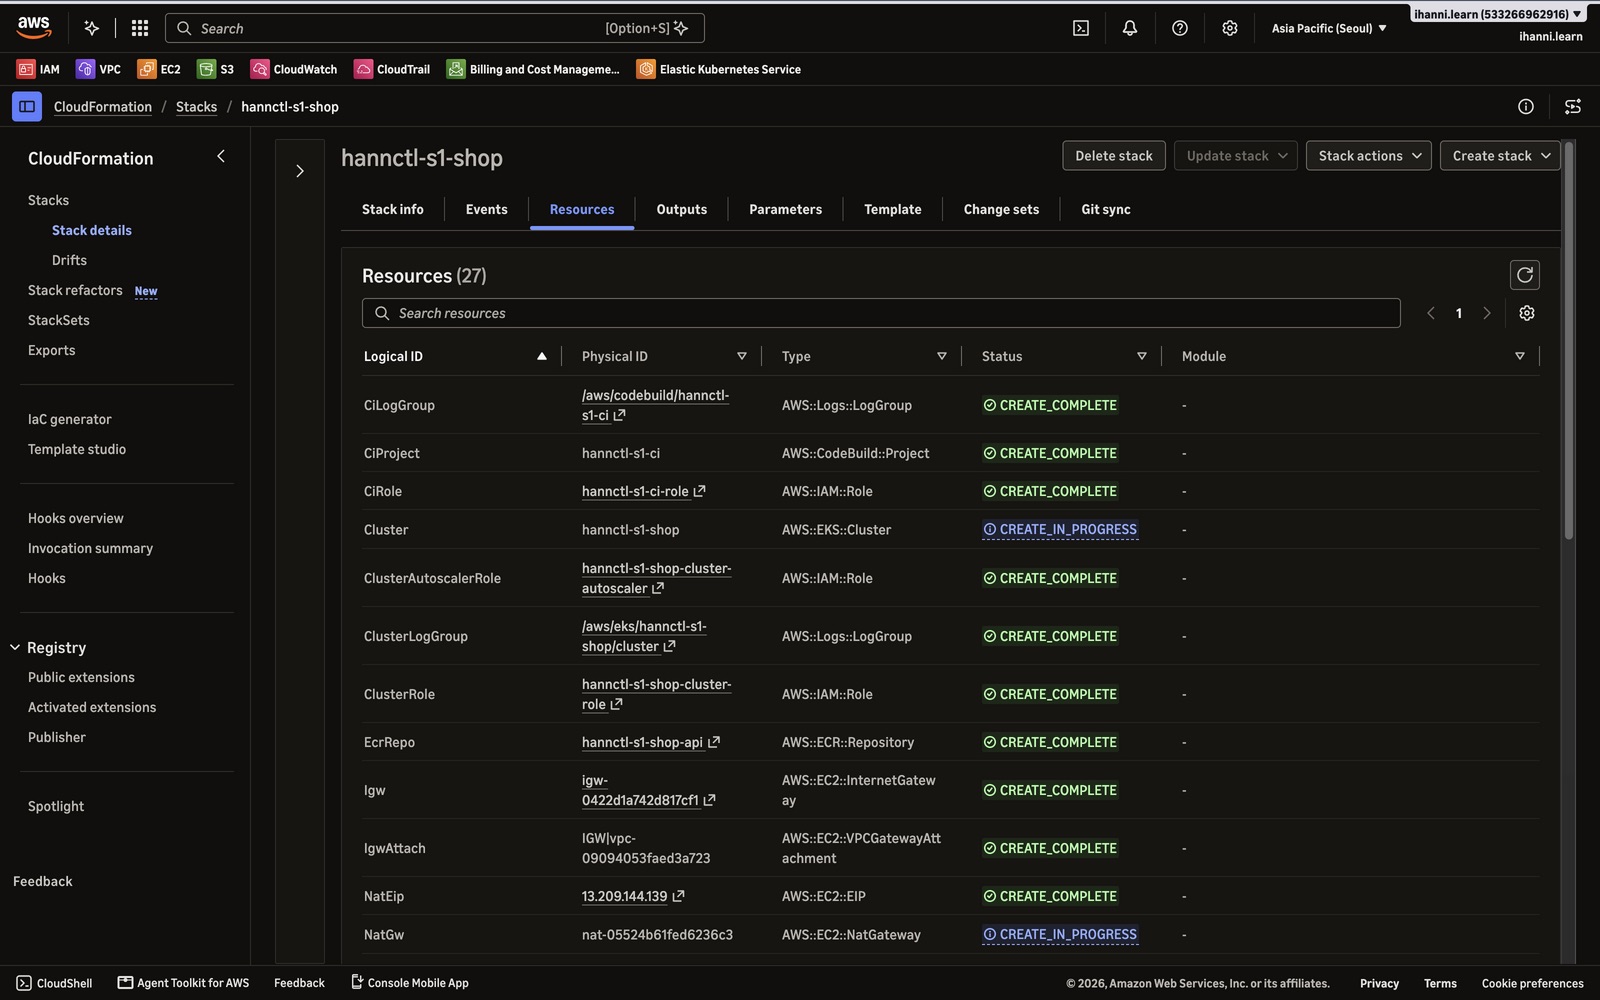 aws
Search [Option+S]
Asia Pacific (Seoul)
ihanni.learn (533266962916)
ihanni.learn
IAM VPC EC2 S3 CloudWatch CloudTrail Billing and Cost Manageme... Elastic Kubernetes Service
CloudFormation / Stacks / hannctl-s1-shop
CloudFormation
Stacks
Stack details
Drifts
Stack refactors New
StackSets
Exports
IaC generator
Template studio
Hooks overview
Invocation summary
Hooks
Registry
Public extensions
Activated extensions
Publisher
Spotlight
Feedback
hannctl-s1-shop
Delete stack Update stack Stack actions Create stack
Stack info Events Resources Outputs Parameters Template Change sets Git sync
Resources (27)
Search resources
1
Logical ID Physical ID Type Status Module
CiLogGroup /aws/codebuild/hannctl- AWS::Logs::LogGroup CREATE_COMPLETE -
s1-ci
CiProject hannctl-s1-ci AWS::CodeBuild::Project CREATE_COMPLETE -
CiRole hannctl-s1-ci-role AWS::IAM::Role CREATE_COMPLETE -
Cluster hannctl-s1-shop AWS::EKS::Cluster CREATE_IN_PROGRESS -
ClusterAutoscalerRole hannctl-s1-shop-cluster- AWS::IAM::Role CREATE_COMPLETE -
autoscaler
ClusterLogGroup /aws/eks/hannctl-s1- AWS::Logs::LogGroup CREATE_COMPLETE -
shop/cluster
ClusterRole hannctl-s1-shop-cluster- AWS::IAM::Role CREATE_COMPLETE -
role
EcrRepo hannctl-s1-shop-api AWS::ECR::Repository CREATE_COMPLETE -
Igw igw- AWS::EC2::InternetGatew CREATE_COMPLETE -
0422d1a742d817cf1 ay
IgwAttach IGW|vpc- AWS::EC2::VPCGatewayAtt CREATE_COMPLETE -
09094053faed3a723 achment
NatEip 13.209.144.139 AWS::EC2::EIP CREATE_COMPLETE -
NatGw nat-05524b61fed6236c3 AWS::EC2::NatGateway CREATE_IN_PROGRESS -
CloudShell Agent Toolkit for AWS Feedback Console Mobile App © 2026, Amazon Web Services, Inc. or its affiliates. Privacy Terms Cookie preferences